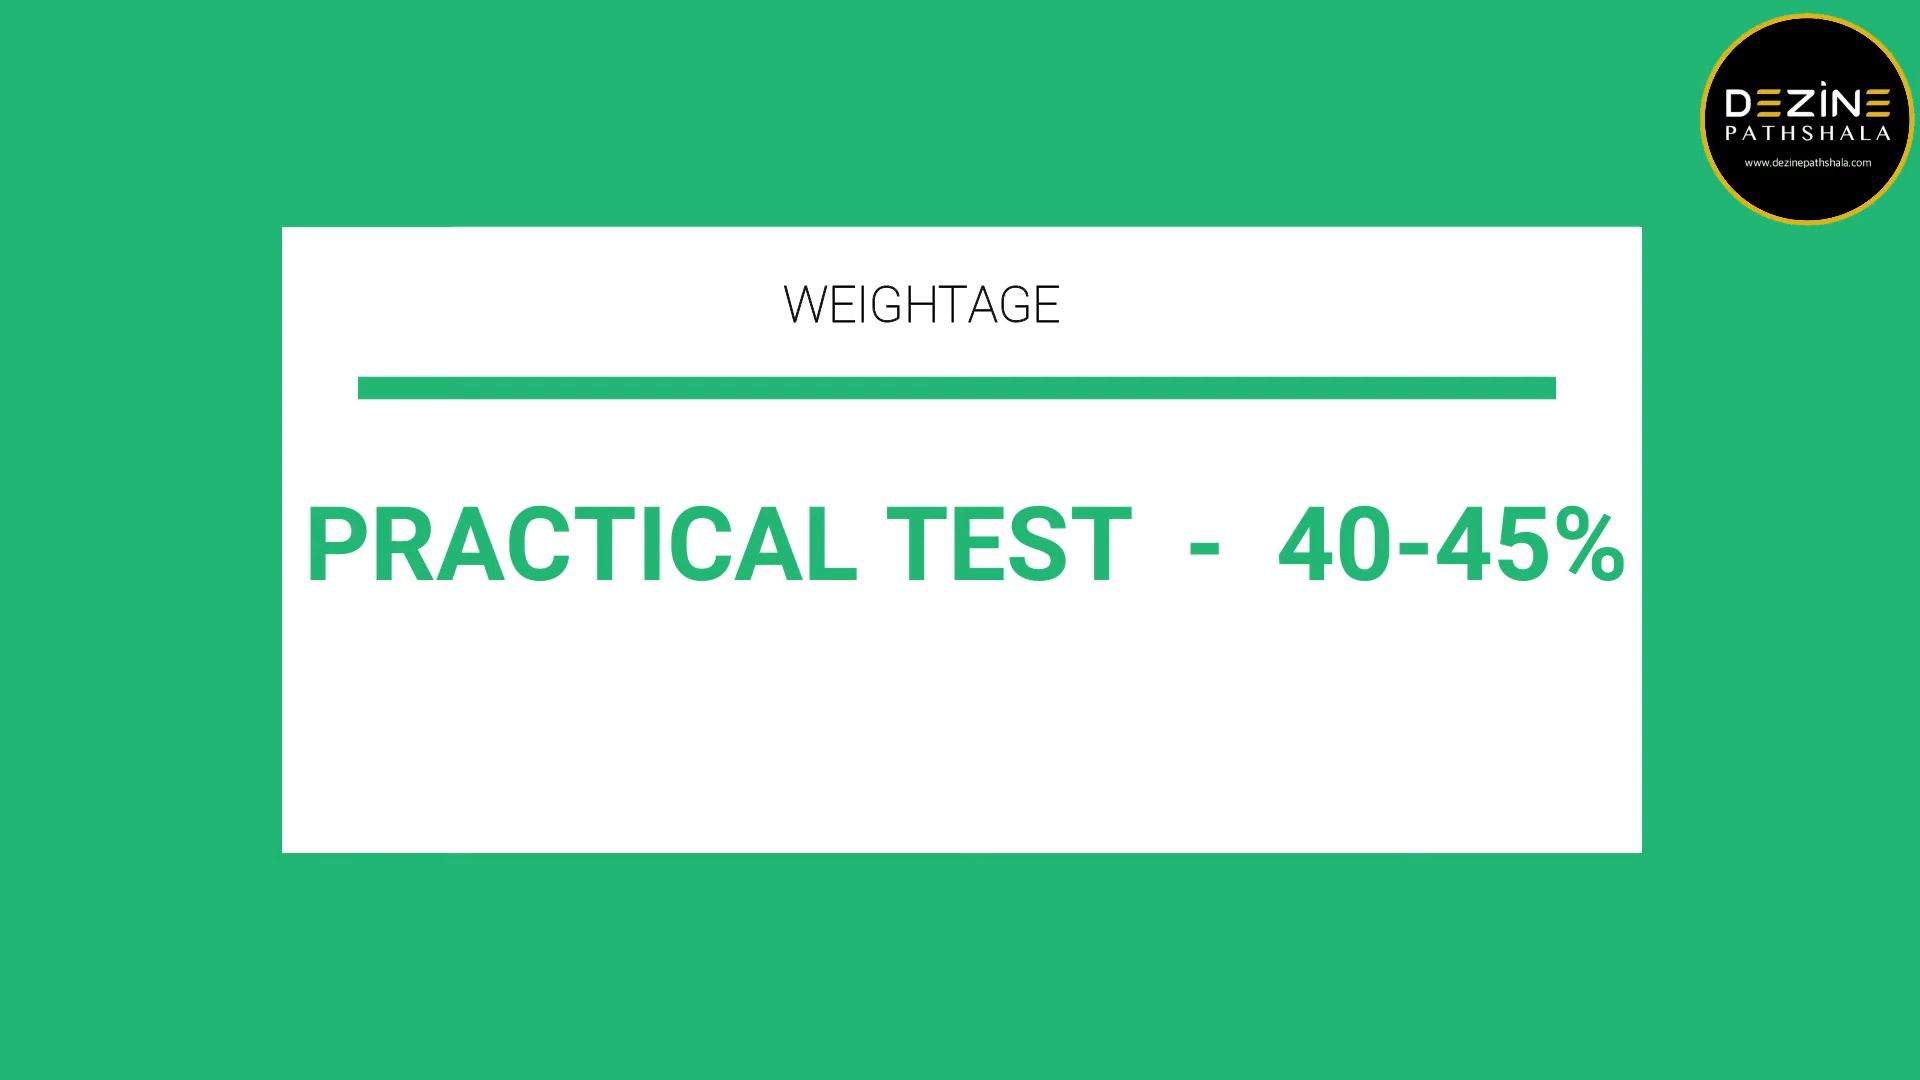 DEZINE
PATHSHALA
www.dezinepathshala.com
WEIGHTAGE
PRACTICAL TEST - 40-45%